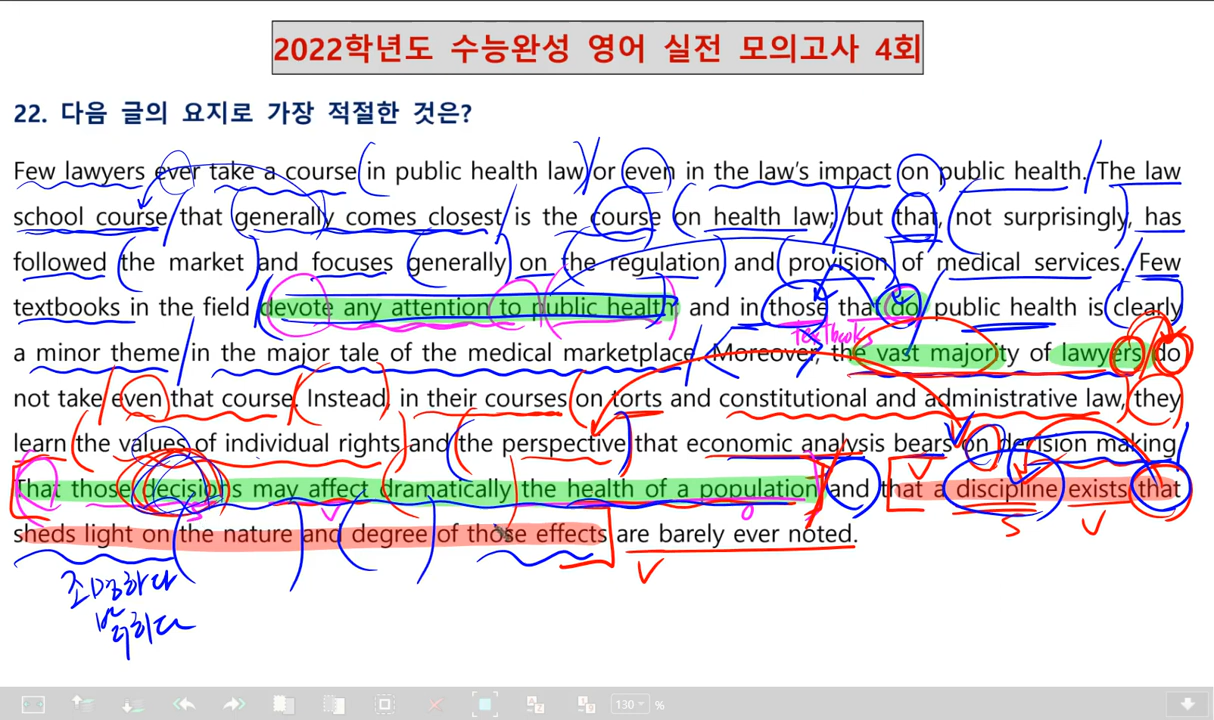 2022학년도 수능완성 영어 실전 모의고사 4회
22. 다음 글의 요지로 가장 적절한 것은?
Few lawyers ever take a course in public health law or even in the law's impact on public health. The law
school course that generally comes closest is the course on health law; but that, not surprisingly, has
followed the market and focuses generally on the regulation and provision of medical services. Few
textbooks in the field devote any attention to public health and in those that do, public health is clearly
textbooks
a minor theme in the major tale of the medical marketplace. Moreover, the vast majority of lawyers do
not take even that course. Instead, in their courses on torts and constitutional and administrative law, they
learn the values of individual rights and the perspective that economic analysis bears on decision making.
That those decisions may affect dramatically the health of a population and that a discipline exists that
S V O S V
sheds light on the nature and degree of those effects are barely ever noted.
V
조명하다
130 %